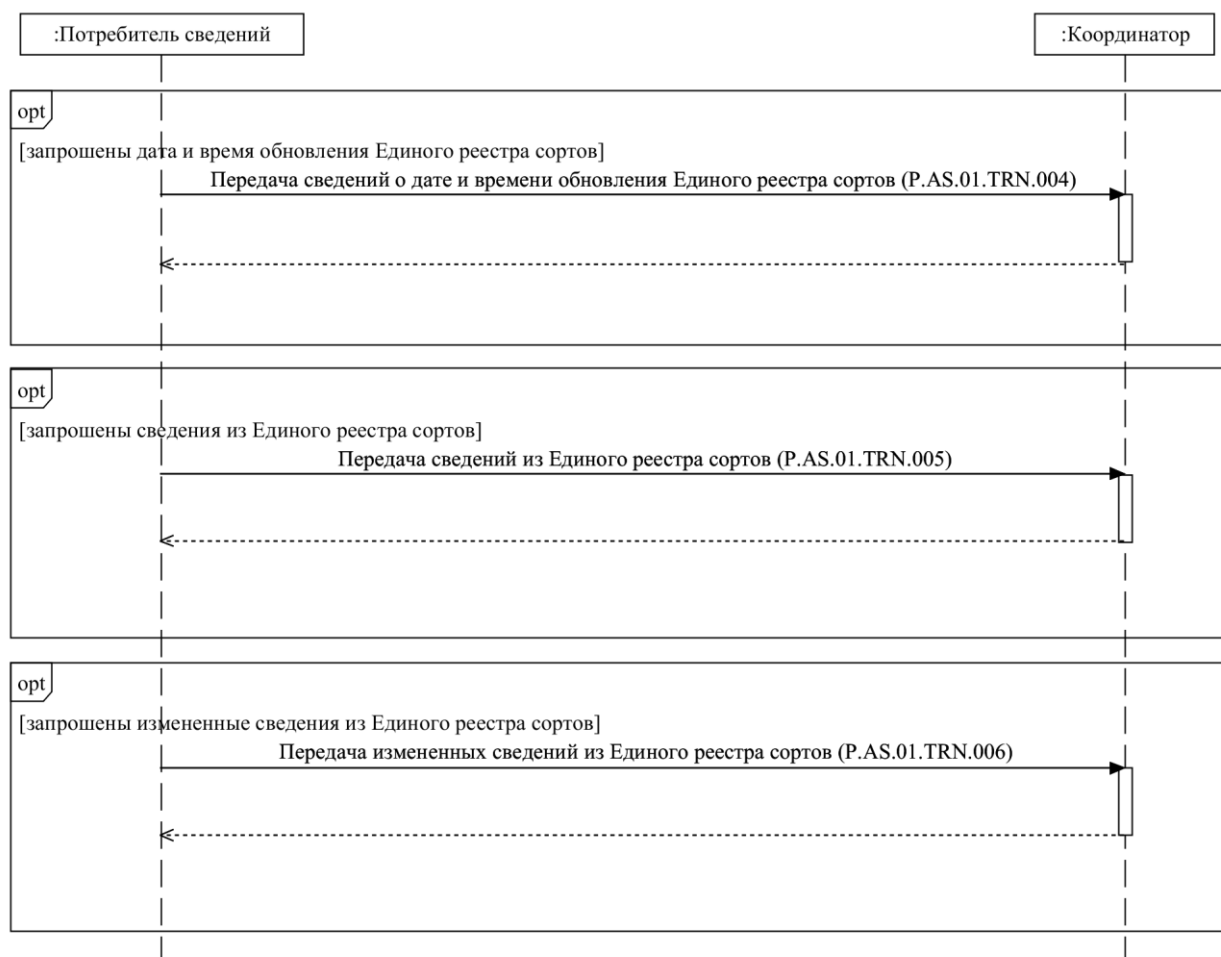 :Потребитель сведений
:Координатор
opt
[запрошены дата и время обновления Единого реестра сортов]
Передача сведений о дате и времени обновления Единого реестра сортов (P.AS.01.TRN.004)
opt
[запрошены сведения из Единого реестра сортов]
Передача сведений из Единого реестра сортов (P.AS.01.TRN.005)
opt
[запрошены измененные сведения из Единого реестра сортов]
Передача измененных сведений из Единого реестра сортов (P.AS.01.TRN.006)